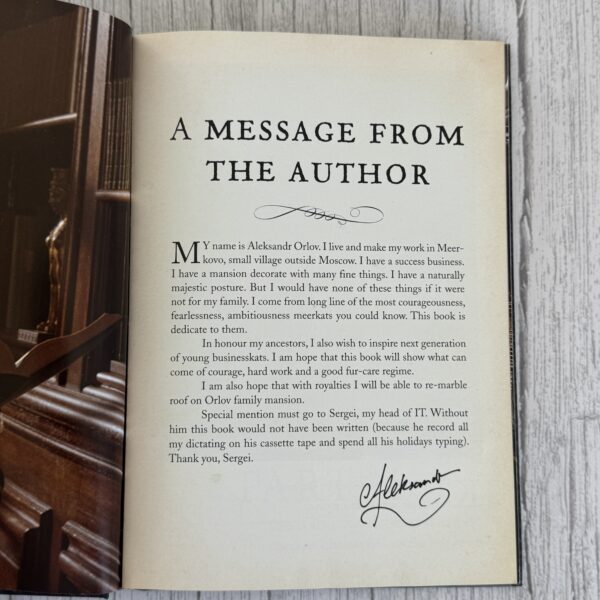 A MESSAGE FROM
THE AUTHOR
MY name is Aleksandr Orlov. I live and make my work in Meer-
kovo, small village outside Moscow. I have a success business.
I have a mansion decorate with many fine things. I have a naturally
majestic posture. But I would have none of these things if it were
not for my family. I come from long line of the most courageousness,
fearlessness, ambitiousness meerkats you could know. This book is
dedicate to them.
In honour my ancestors, I also wish to inspire next generation
of young businesskats. I am hope that this book will show what can
come of courage, hard work and a good fur-care regime.
I am also hope that with royalties I will be able to re-marble
roof on Orlov family mansion.
Special mention must go to Sergei, my head of IT. Without
him this book would not have been written (because he record all
my dictating on his cassette tape and spend all his holidays typing).
Thank you, Sergei.
Aleksandr